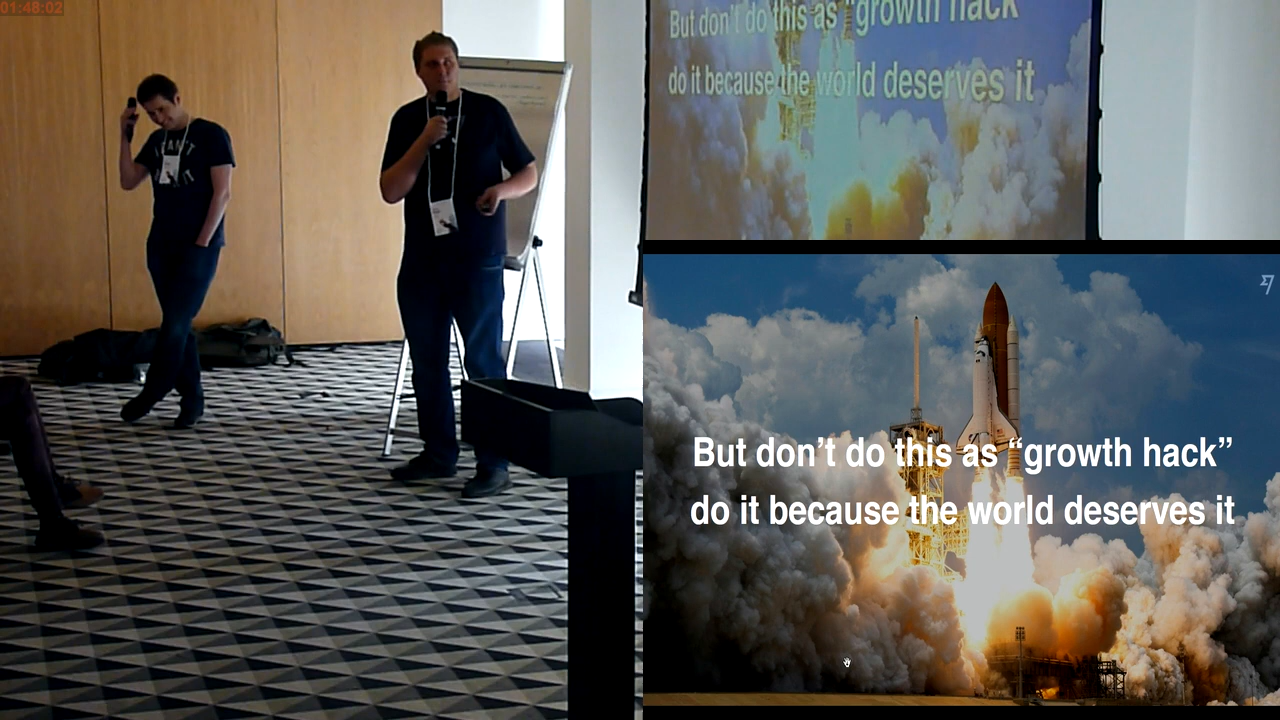 01:48:02
But don't do this as "growth hack"
do it because the world deserves it
But don’t do this as “growth hack”
do it because the world deserves it